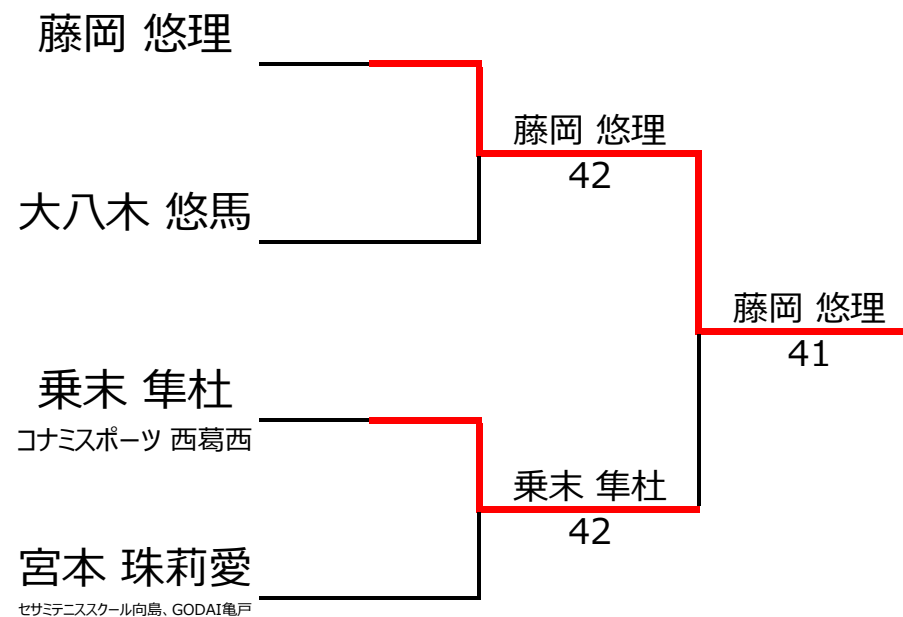 藤岡 悠理
藤岡 悠理
42
大八木 悠馬
藤岡 悠理
41
乗末 隼杜
コナミスポーツ 西葛西
乗末 隼杜
42
宮本 珠莉愛
セサミテニススクール向島、GODAI亀戸